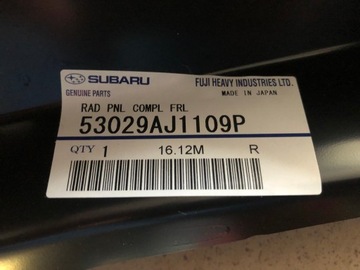 SUBARU
FUJI HEAVY INDUSTRIES LTD.
GENUINE PARTS
MADE IN JAPAN
RAD PNL COMPL FRL
53029AJ1109P
QTY 1 16.12M R